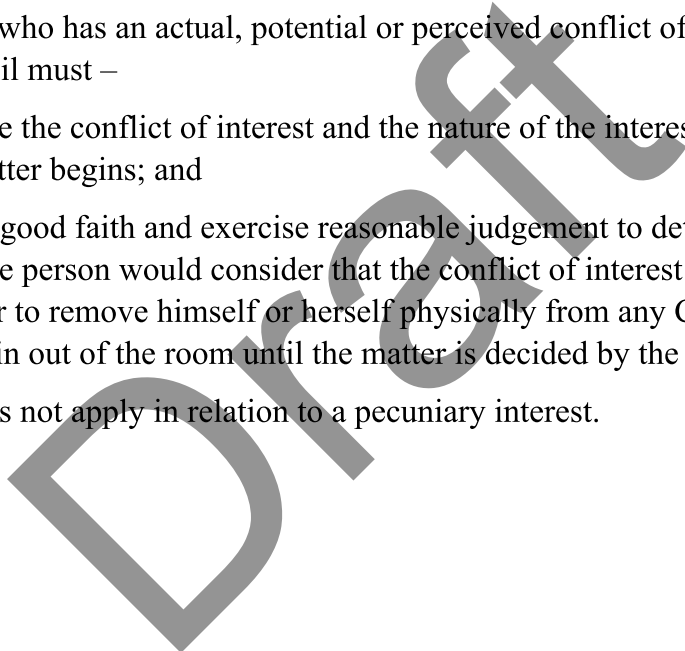 who has an actual, potential or perceived conflict of
il must –
e the conflict of interest and the nature of the interes
tter begins; and
good faith and exercise reasonable judgement to de
e person would consider that the conflict of interest
r to remove himself or herself physically from any C
in out of the room until the matter is decided by the
s not apply in relation to a pecuniary interest.
Draft